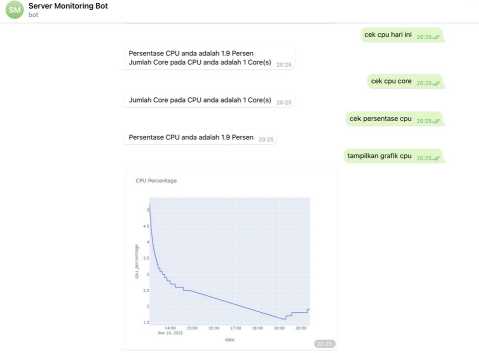 SM
Server Monitoring Bot
bot
cek cpu hari ini 20:25
Persentase CPU anda adalah 1.9 Persen
Jumlah Core pada CPU anda adalah 1 Core(s) 20:25
cek cpu core 20:25
Jumlah Core pada CPU anda adalah 1 Core(s) 20:25
cek persentase cpu 20:25
Persentase CPU anda adalah 1.9 Persen 20:25
tampilkan grafik cpu 20:25
CPU Percentage
5
4.5
4
3.5
3
2.5
2
1.5
cpu_percentage
14:00 15:00 16:00 17:00 18:00 19:00 20:00
date
20:25